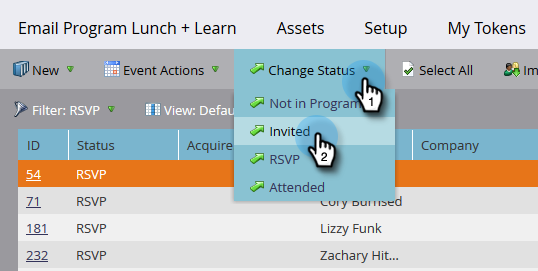 Email Program Lunch + Learn Assets Setup My Tokens
New Event Actions Change Status Select All Im
1
Filter: RSVP View: Defau
Not in Program
Invited
2
RSVP
Attended
ID Status Acquire Company
54 RSVP
71 RSVP Cory Burnsed
181 RSVP Lizzy Funk
232 RSVP Zachary Hit...